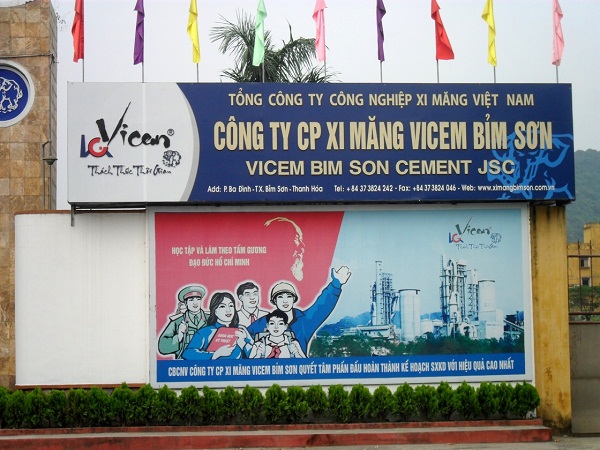 TỔNG CÔNG TY CÔNG NGHIỆP XI MĂNG VIỆT NAM
Vicem®
Thách Thức Thời Gian
CÔNG TY CP XI MĂNG VICEM BỈM SƠN
VICEM BIM SON CEMENT JSC
Add: P. Ba Đình - T.X. Bỉm Sơn - Thanh Hóa Tel: +84 37 3824 242 - Fax: +84 37 3824 046 - Web: www.ximangbimson.com.vn
Vicem
HỌC TẬP VÀ LÀM THEO TẤM GƯƠNG
ĐẠO ĐỨC HỒ CHÍ MINH
CBCNV CÔNG TY CP XI MĂNG VICEM BỈM SƠN QUYẾT TÂM PHẤN ĐẤU HOÀN THÀNH KẾ HOẠCH SXKD VỚI HIỆU QUẢ CAO NHẤT